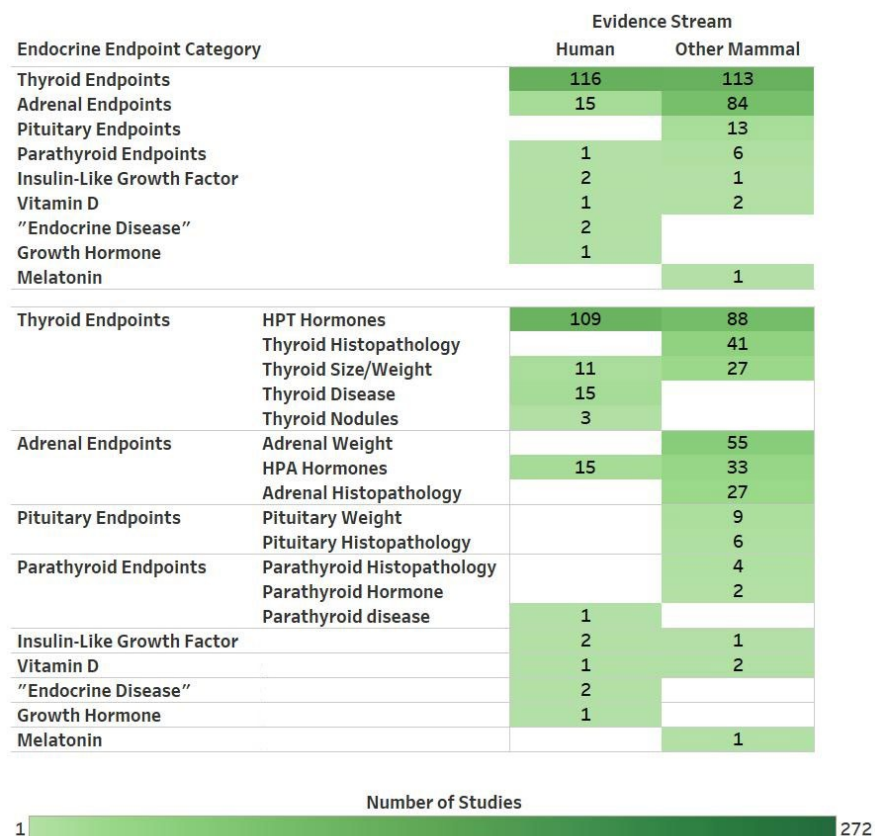 Evidence Stream
Endocrine Endpoint Category Human Other Mammal
Thyroid Endpoints 116 113
Adrenal Endpoints 15 84
Pituitary Endpoints 13
Parathyroid Endpoints 1 6
Insulin-Like Growth Factor 2 1
Vitamin D 1 2
"Endocrine Disease" 2
Growth Hormone 1
Melatonin 1
Thyroid Endpoints HPT Hormones 109 88
Thyroid Histopathology 41
Thyroid Size/Weight 11 27
Thyroid Disease 15
Thyroid Nodules 3
Adrenal Endpoints Adrenal Weight 55
HPA Hormones 15 33
Adrenal Histopathology 27
Pituitary Endpoints Pituitary Weight 9
Pituitary Histopathology 6
Parathyroid Endpoints Parathyroid Histopathology 4
Parathyroid Hormone 2
Parathyroid disease 1
Insulin-Like Growth Factor 2 1
Vitamin D 1 2
"Endocrine Disease" 2
Growth Hormone 1
Melatonin 1
Number of Studies
1 272